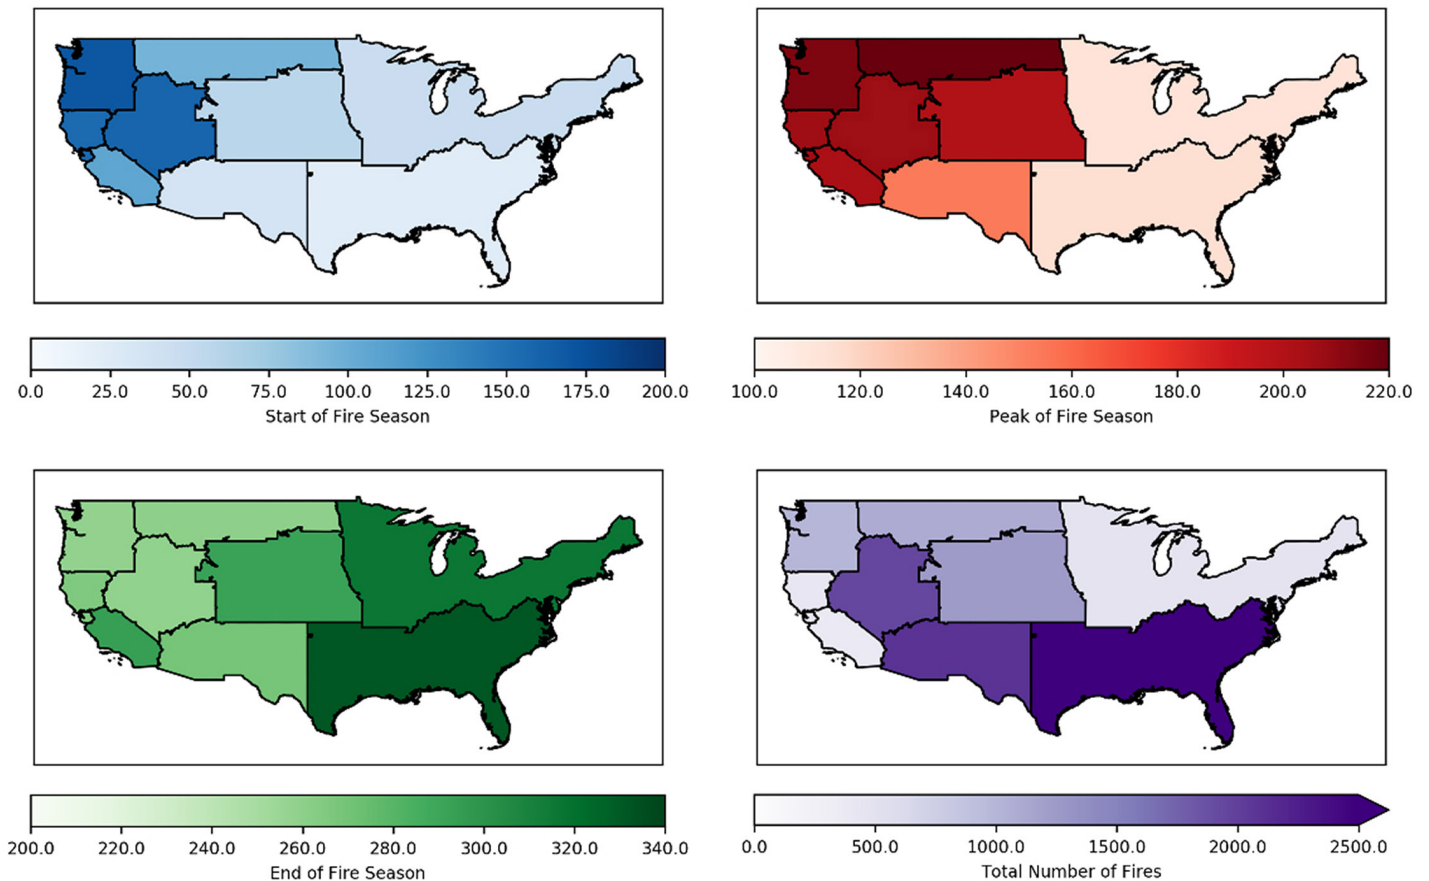 0.0 25.0 50.0 75.0 100.0 125.0 150.0 175.0 200.0
Start of Fire Season
100.0 120.0 140.0 160.0 180.0 200.0 220.0
Peak of Fire Season
200.0 220.0 240.0 260.0 280.0 300.0 320.0 340.0
End of Fire Season
0.0 500.0 1000.0 1500.0 2000.0 2500.0
Total Number of Fires